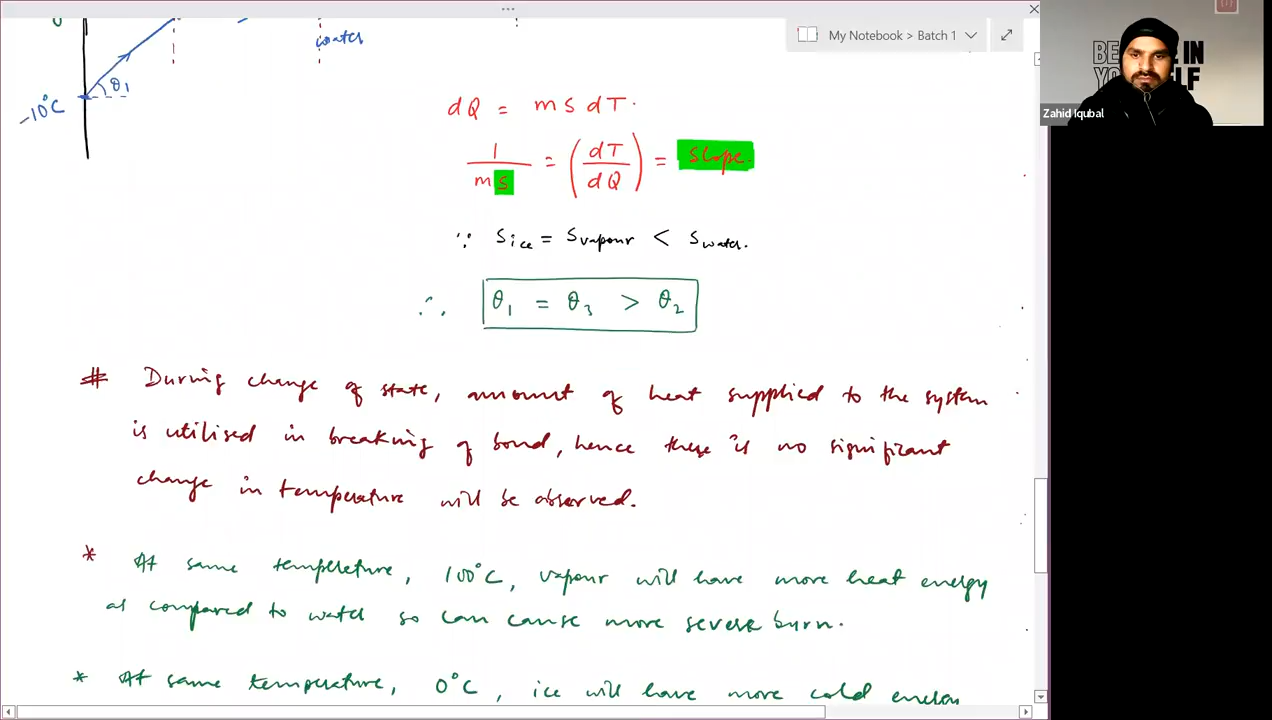 My Notebook > Batch 1
Zahid Iqubal
water
θ1
-10°C
dQ = m s dT.
1/ms = (dT/dQ) = slope.
∵ Sice = Svapour < Swater.
∴ θ1 = θ3 > θ2
# During change of state, amount of heat supplied to the system
is utilised in breaking of bond, hence there is no significant
change in temperature will be observed.
* At same temperature, 100°C, vapour will have more heat energy
as compared to water so can cause more severe burn.
* At same temperature, 0°C, ice will have more cold energy